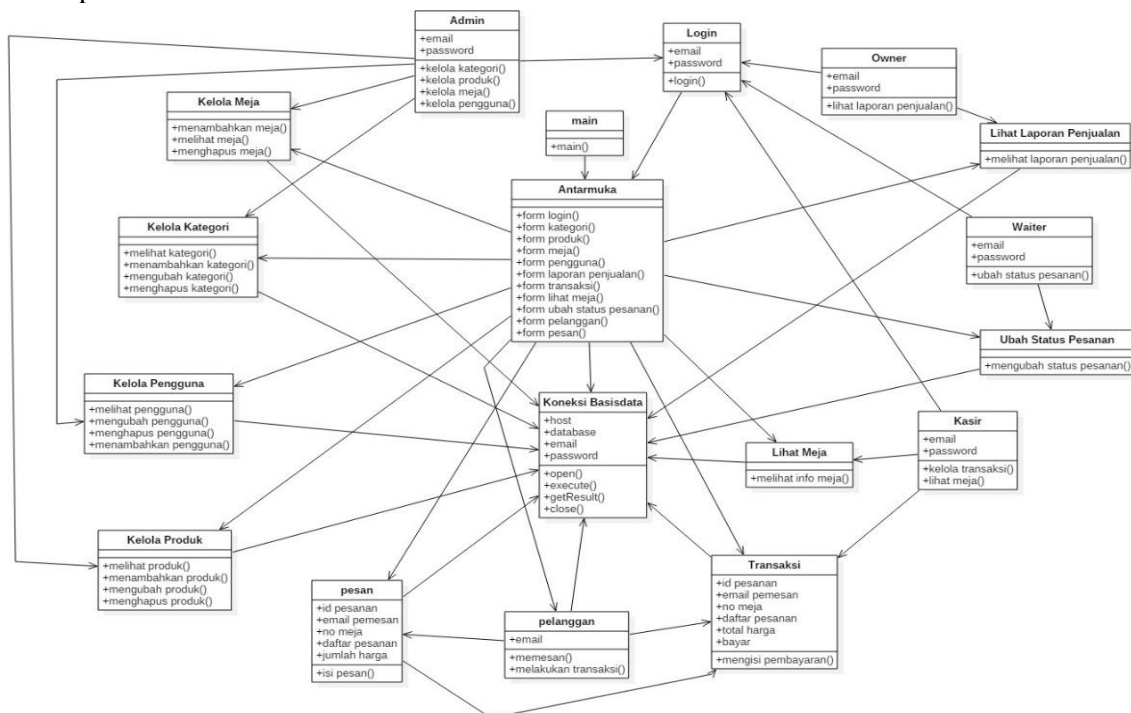 Admin
+email
+password
+kelola kategori()
+kelola produk()
+kelola meja()
+kelola pengguna()
Login
+email
+password
+login()
Owner
+email
+password
+lihat laporan penjualan()
Kelola Meja
+menambahkan meja()
+melihat meja()
+menghapus meja()
main
+main()
Lihat Laporan Penjualan
+melihat laporan penjualan()
Antarmuka
+form login()
+form kategori()
+form produk()
+form meja()
+form pengguna()
+form laporan penjualan()
+form transaksi()
+form lihat meja()
+form ubah status pesanan()
+form pelanggan()
+form pesan()
Kelola Kategori
+melihat kategori()
+menambahkan kategori()
+mengubah kategori()
+menghapus kategori()
Waiter
+email
+password
+ubah status pesanan()
Ubah Status Pesanan
+mengubah status pesanan()
Kelola Pengguna
+melihat pengguna()
+mengubah pengguna()
+menghapus pengguna()
+menambahkan pengguna()
Koneksi Basisdata
+host
+database
+email
+password
+open()
+execute()
+getResult()
+close()
Lihat Meja
+melihat info meja()
Kasir
+email
+password
+kelola transaksi()
+lihat meja()
Kelola Produk
+melihat produk()
+menambahkan produk()
+mengubah produk()
+menghapus produk()
pesan
+id pesanan
+email pemesan
+no meja
+daftar pesanan
+jumlah harga
+isi pesan()
pelanggan
+email
+memesan()
+melakukan transaksi()
Transaksi
+id pesanan
+email pemesan
+no meja
+daftar pesanan
+total harga
+bayar
+mengisi pembayaran()